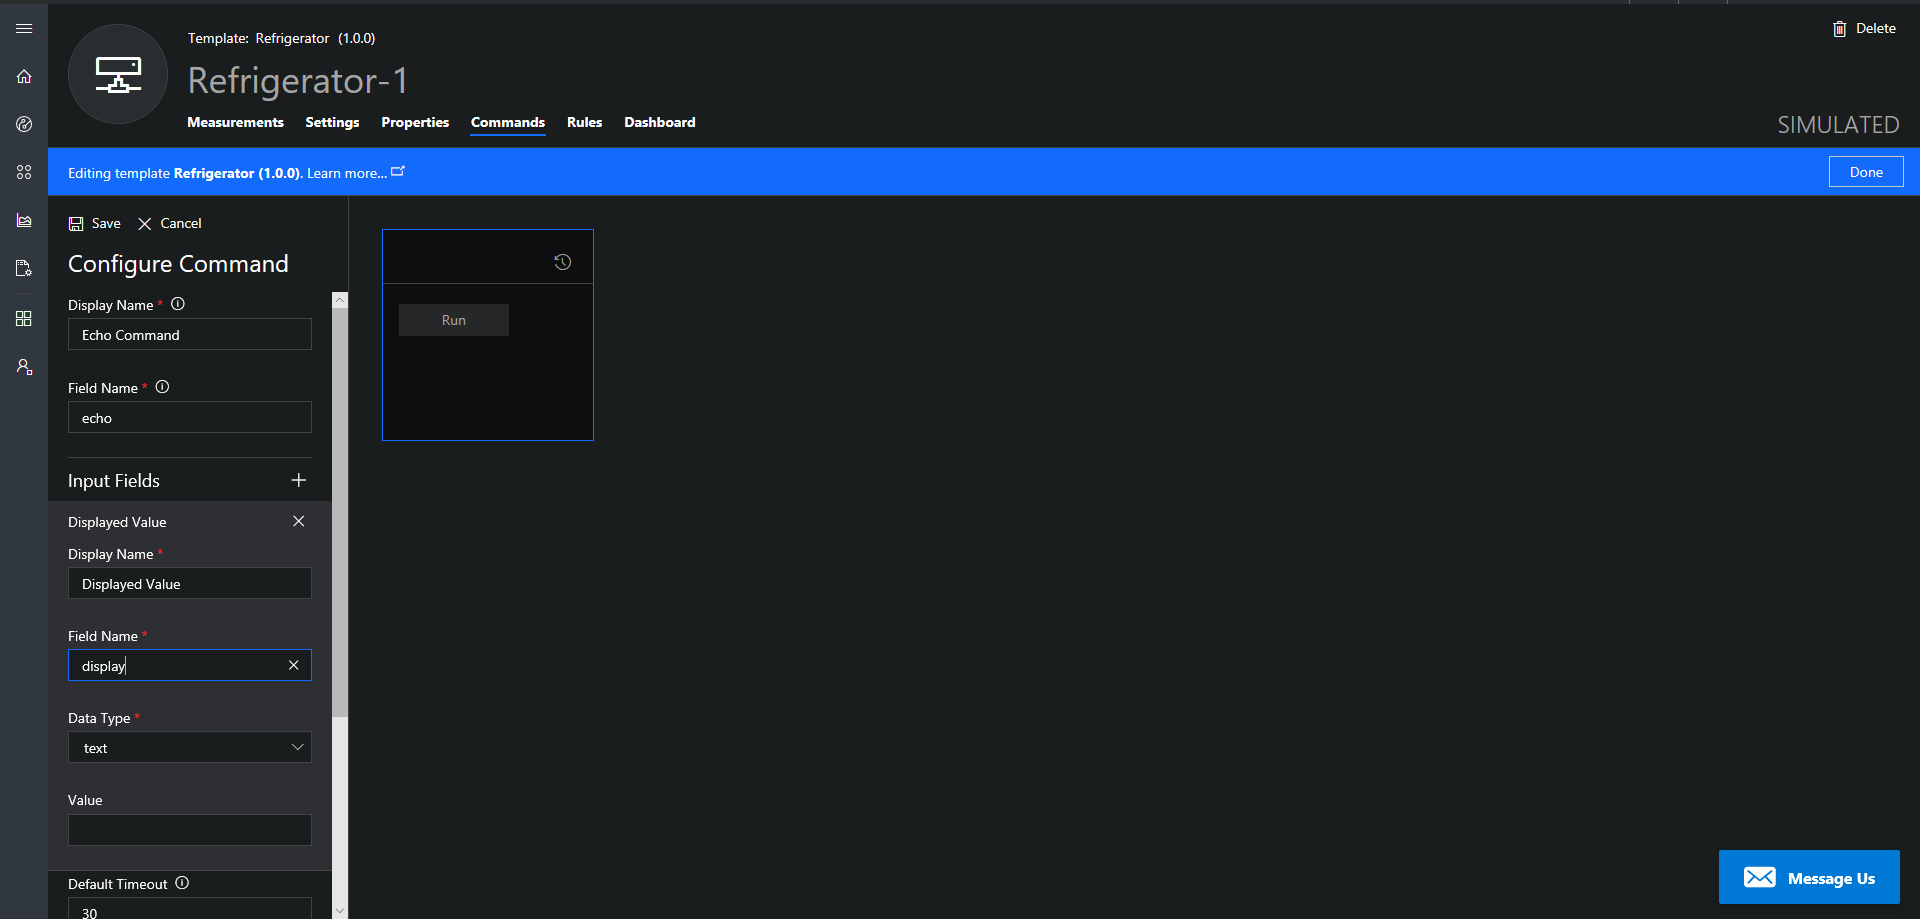 Template: Refrigerator (1.0.0)
Delete
Refrigerator-1
Measurements Settings Properties Commands Rules Dashboard
SIMULATED
Editing template Refrigerator (1.0.0). Learn more...
Done
Save Cancel
Configure Command
Display Name *
Echo Command
Run
Field Name *
echo
Input Fields
Displayed Value
Display Name *
Displayed Value
Field Name *
display
Data Type *
text
Value
Default Timeout
30
Message Us